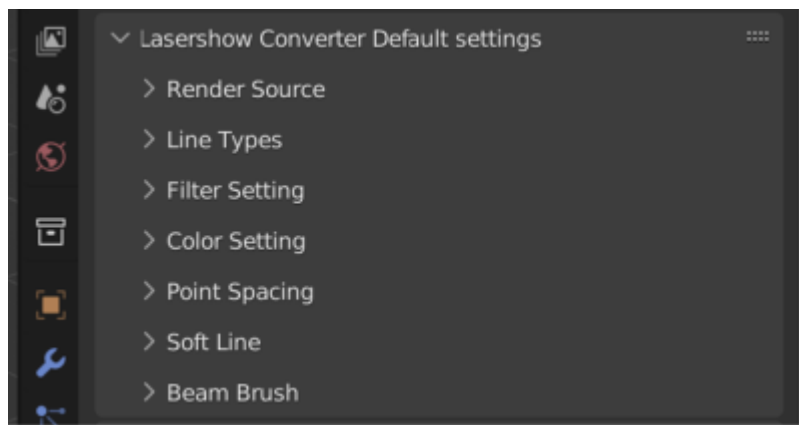 Lasershow Converter Default settings
Render Source
Line Types
Filter Setting
Color Setting
Point Spacing
Soft Line
Beam Brush